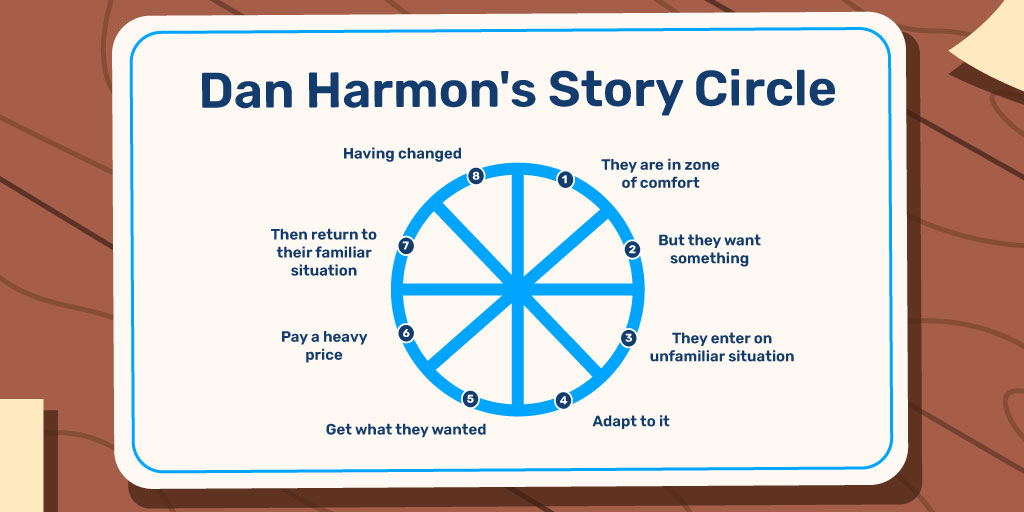 Dan Harmon's Story Circle
1
They are in zone
of comfort
2
But they want
something
3
They enter on
unfamiliar situation
4
Adapt to it
5
Get what they wanted
6
Pay a heavy
price
7
Then return to
their familiar
situation
8
Having changed